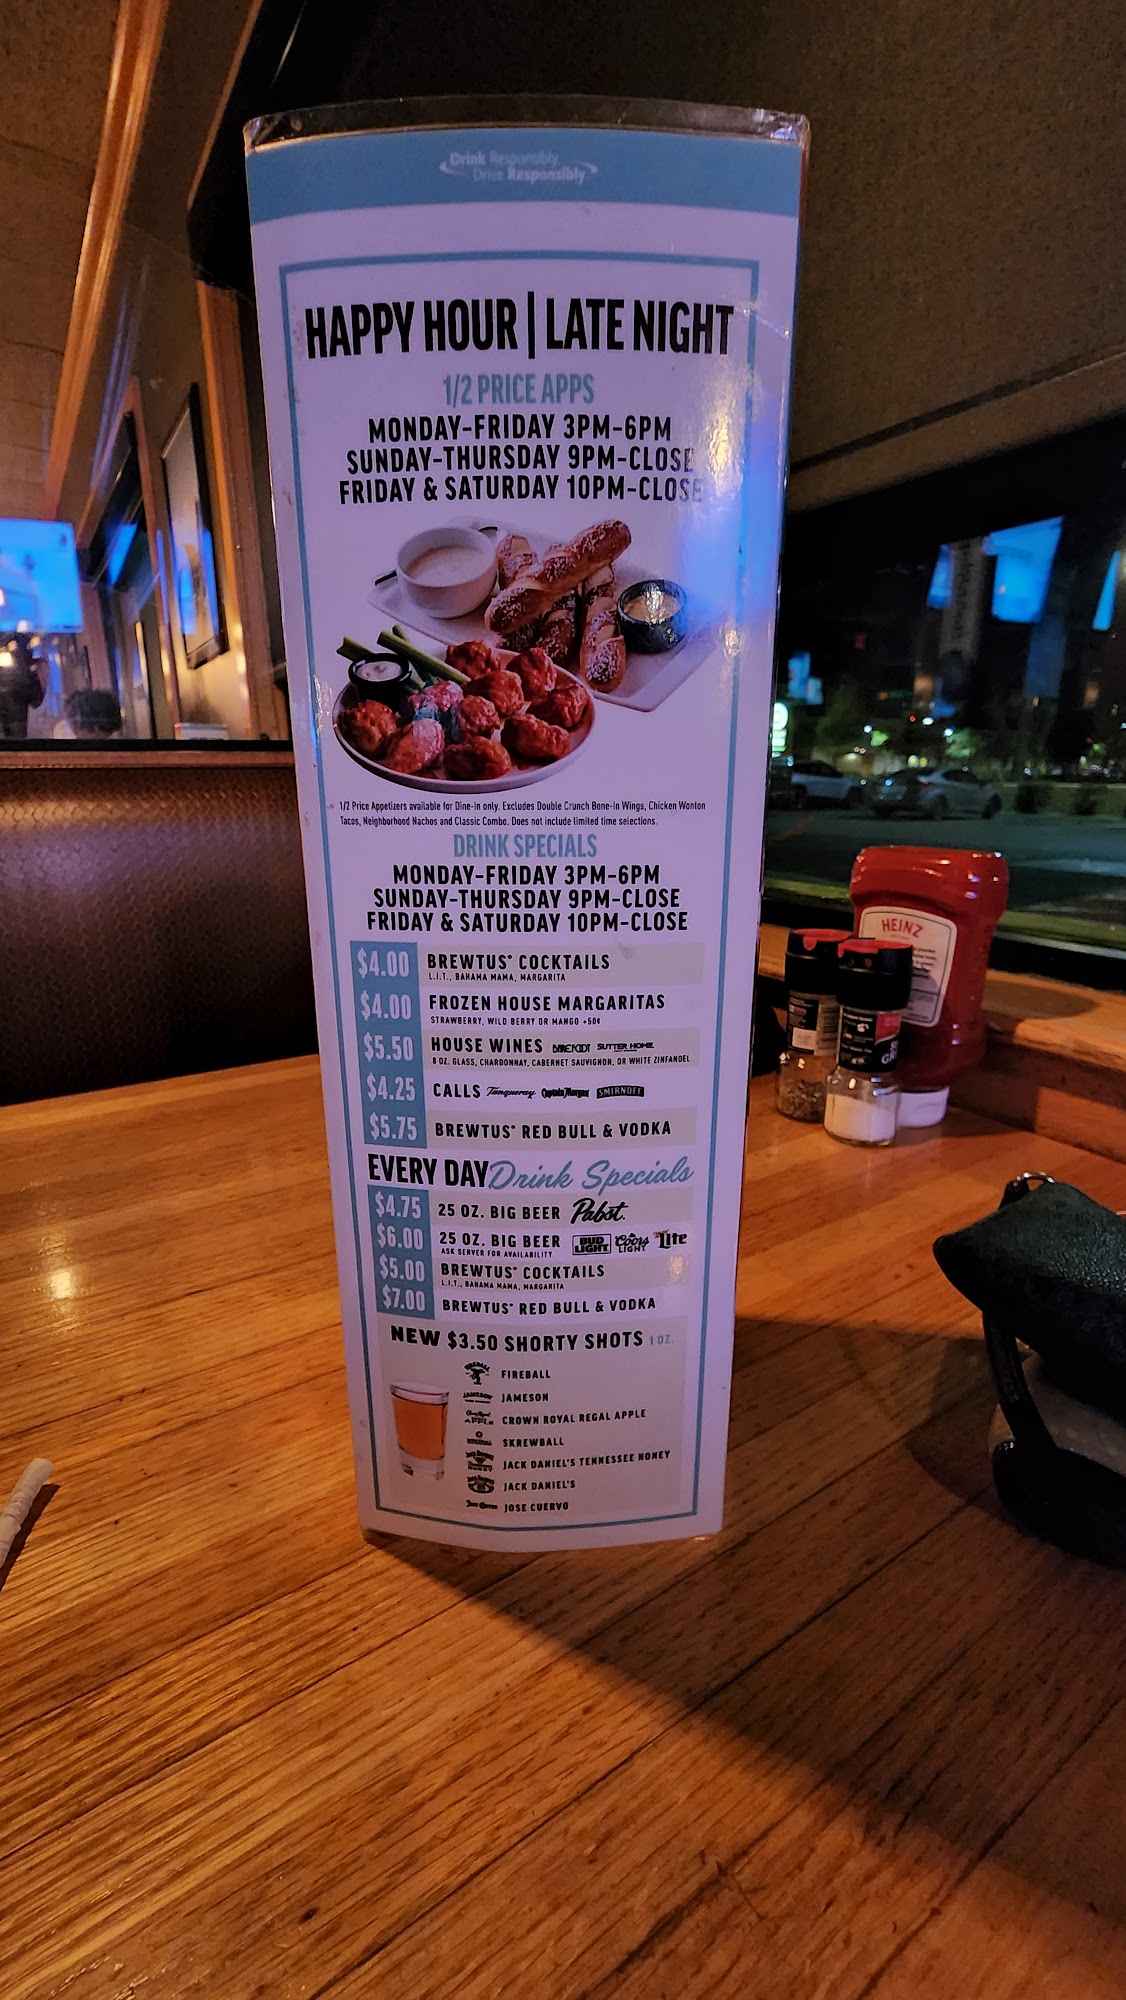 Drink Responsibly
Drive Responsibly
HAPPY HOUR | LATE NIGHT
1/2 PRICE APPS
MONDAY-FRIDAY 3PM-6PM
SUNDAY-THURSDAY 9PM-CLOSE
FRIDAY & SATURDAY 10PM-CLOSE
1/2 Price Appetizers available for Dine-In only. Excludes Double Crunch Bone-In Wings, Chicken Wonton
Tacos, Neighborhood Nachos and Classic Combo. Does not include limited time selections.
DRINK SPECIALS
MONDAY-FRIDAY 3PM-6PM
SUNDAY-THURSDAY 9PM-CLOSE
FRIDAY & SATURDAY 10PM-CLOSE
$4.00 BREWTUS* COCKTAILS
L.I.T., BAHAMA MAMA, MARGARITA
$4.00 FROZEN HOUSE MARGARITAS
STRAWBERRY, WILD BERRY OR MANGO +50¢
$5.50 HOUSE WINES BAREFOOT SUTTER HOME
8 OZ. GLASS, CHARDONNAY, CABERNET SAUVIGNON, OR WHITE ZINFANDEL
$4.25 CALLS Tanqueray Captain Morgan SMIRNOFF
$5.75 BREWTUS* RED BULL & VODKA
EVERY DAY Drink Specials
$4.75 25 OZ. BIG BEER Pabst.
$6.00 25 OZ. BIG BEER BUD LIGHT Coors LIGHT Lite
ASK SERVER FOR AVAILABILITY
$5.00 BREWTUS* COCKTAILS
L.I.T., BAHAMA MAMA, MARGARITA
$7.00 BREWTUS* RED BULL & VODKA
NEW $3.50 SHORTY SHOTS 1 OZ.
FIREBALL
JAMESON JAMESON
CROWN ROYAL REGAL APPLE
SKREWBALL
JACK DANIEL'S TENNESSEE HONEY
JACK DANIEL'S
JOSE CUERVO
HEINZ